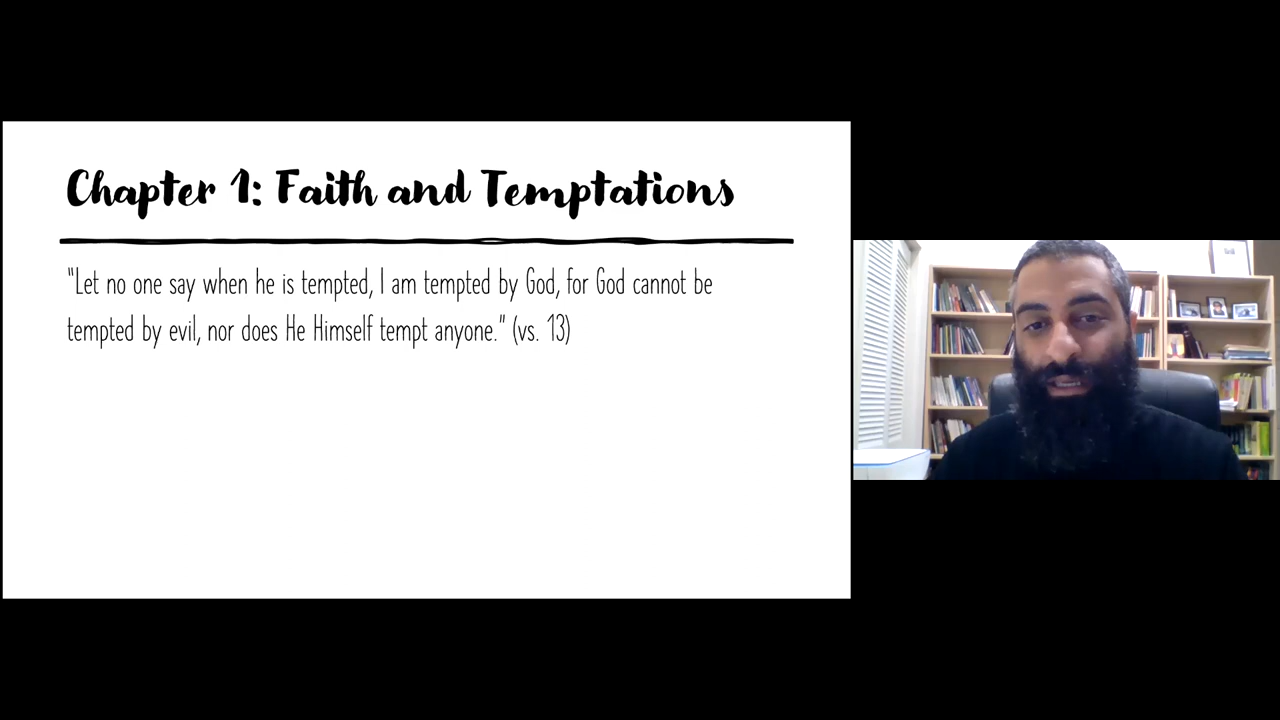 Chapter 1: Faith and Temptations
"Let no one say when he is tempted, I am tempted by God, for God cannot be
tempted by evil, nor does He Himself tempt anyone." (vs. 13)